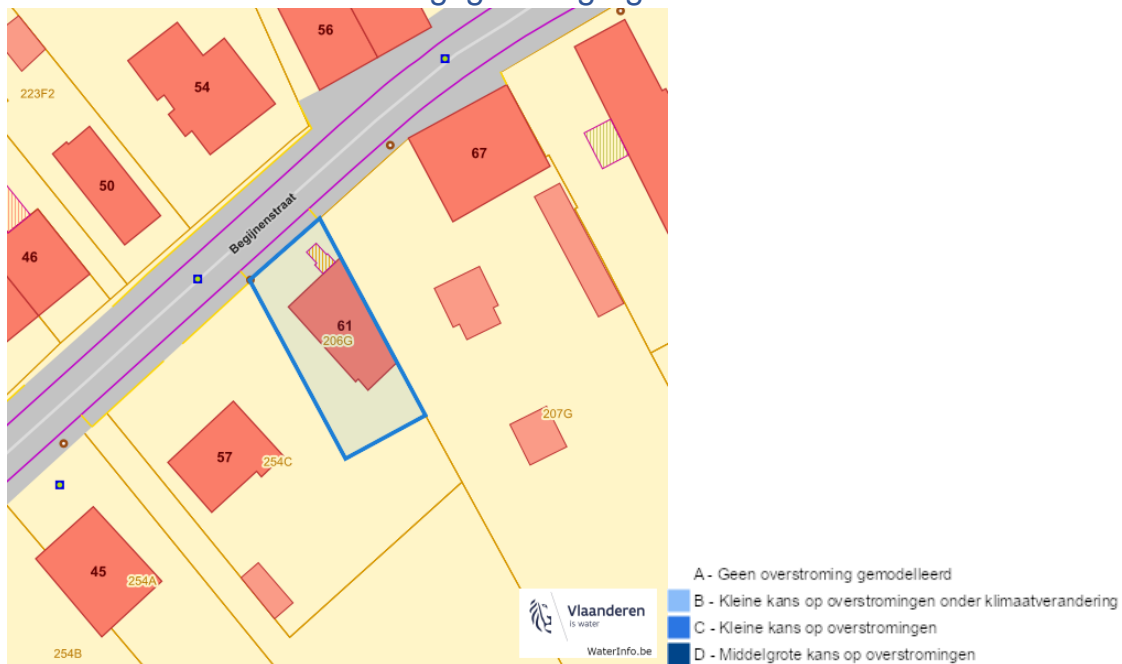 56
54
223F2
50
67
46
Begijnenstraat
61
206G
207G
57
254C
45
254A
254B
Vlaanderen
is water
WaterInfo.be
A - Geen overstroming gemodelleerd
B - Kleine kans op overstromingen onder klimaatverandering
C - Kleine kans op overstromingen
D - Middelgrote kans op overstromingen